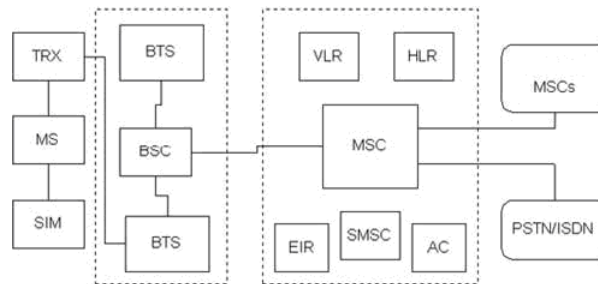 TRX
BTS
VLR
HLR
MSCs
MS
BSC
MSC
SIM
BTS
EIR
SMSC
AC
PSTN/ISDN